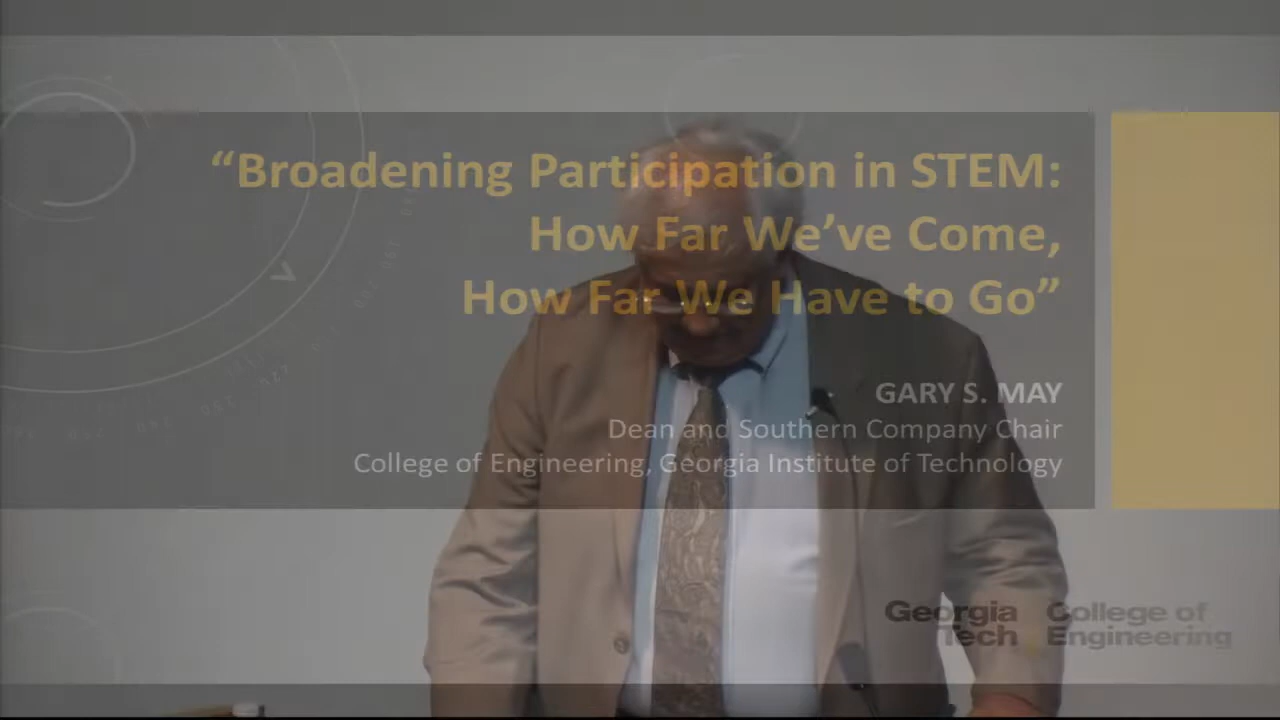 “Broadening Participation in STEM:
How Far We’ve Come,
How Far We Have to Go”
GARY S. MAY
Dean and Southern Company Chair
College of Engineering, Georgia Institute of Technology
Georgia Tech
College of Engineering